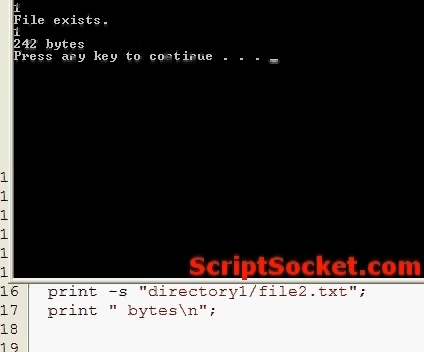 1
File exists.
1
242 bytes
Press any key to continue . . . _
ScriptSocket.com
1
1
1
1
1
1
16 print -s "directory1/file2.txt";
17 print " bytes\n";
18
19